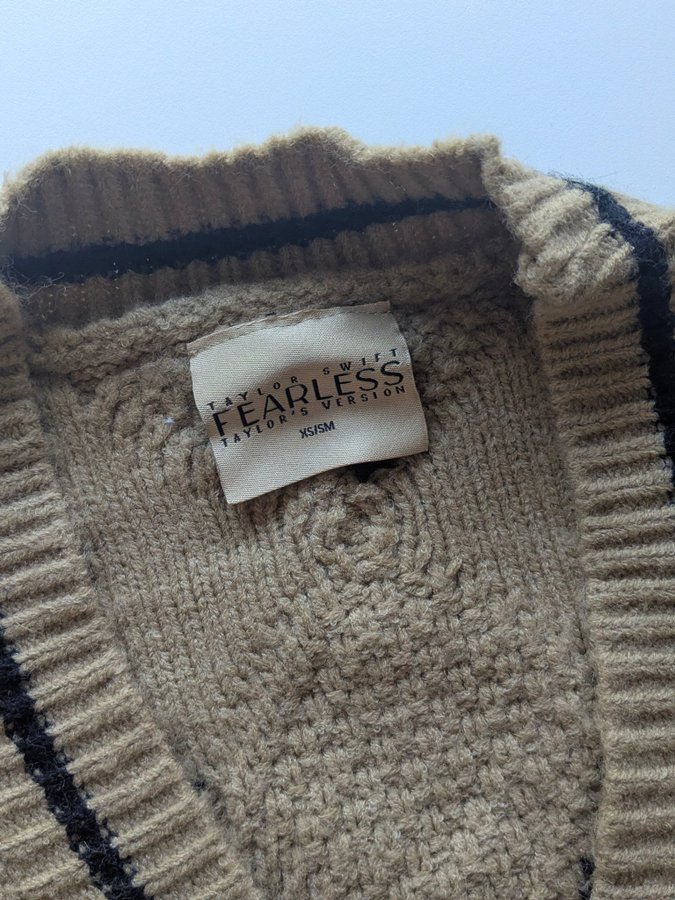 TAYLOR SWIFT
FEARLESS
TAYLOR'S VERSION
XS/SM